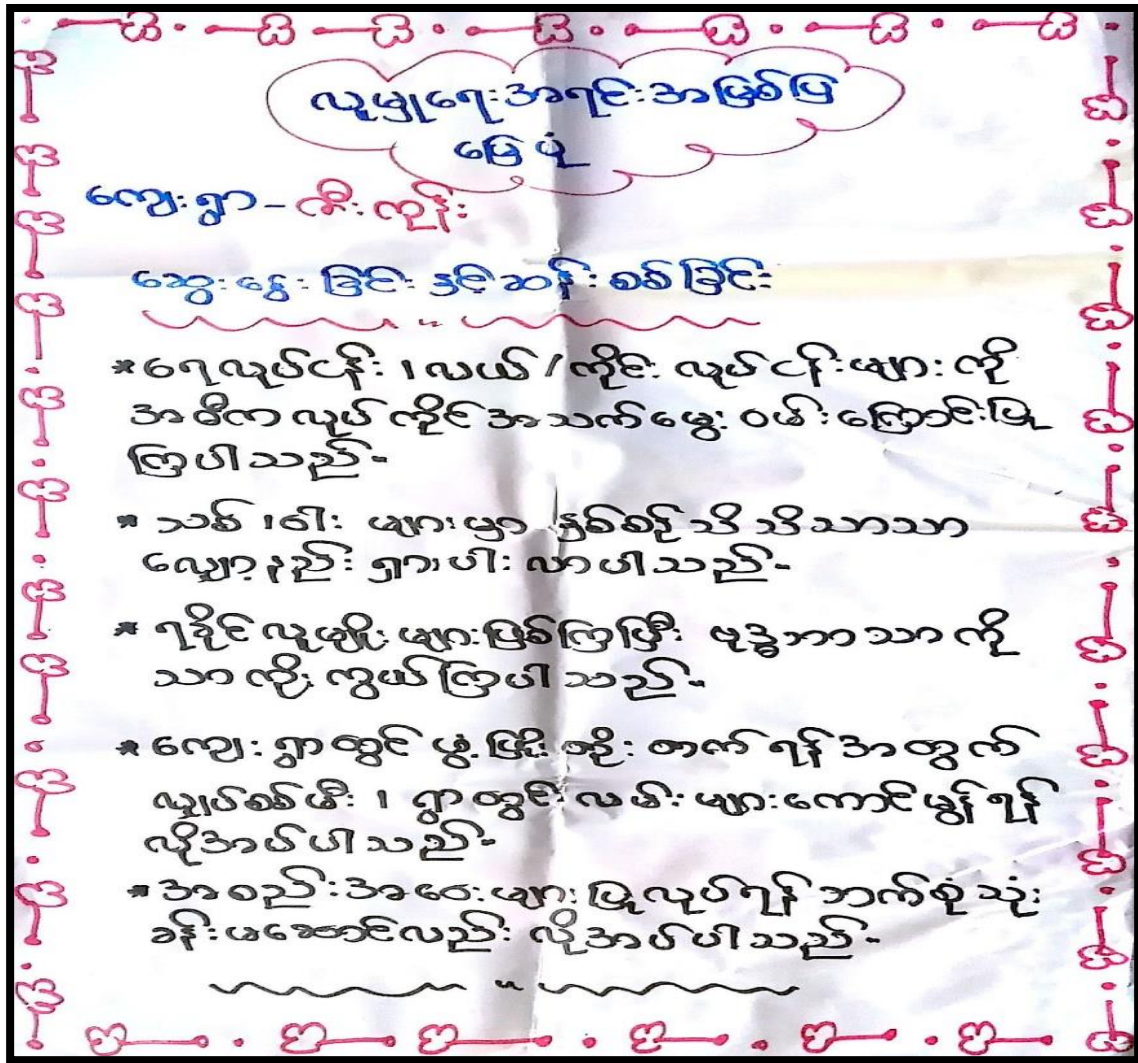 လူမှုရေးအရင်းအမြစ်ပြ
မြေပုံ
ကျေးရွာ - ဇီးကုန်း
ဆွေးနွေးခြင်းနှင့်ဆန်းစစ်ခြင်း
* ရေလုပ်ငန်း ၊ လယ် / ကိုင်း လုပ်ငန်းများကို
အဓိကလုပ်ကိုင်အသက်မွေးဝမ်းကြောင်းပြု
ကြပါသည်။
* သစ် ၊ ဝါး များမှာ နှစ်စဉ်သိသိသာသာ
လျော့နည်းရှားပါးလာပါသည်။
* ရခိုင်လူမျိုးများဖြစ်ကြပြီး ဗုဒ္ဓဘာသာကို
သာကိုးကွယ်ကြပါသည်။
* ကျေးရွာတွင် ဖွံ့ဖြိုးတိုးတက်ရန်အတွက်
လျှပ်စစ်မီး ၊ ရွာတွင်းလမ်းများကောင်မွန်ရန်
လိုအပ်ပါသည်။
* အစည်းအဝေးများပြုလုပ်ရန်ဘက်စုံသုံး
ခန်းမဆောင်လည်း လိုအပ်ပါသည်။